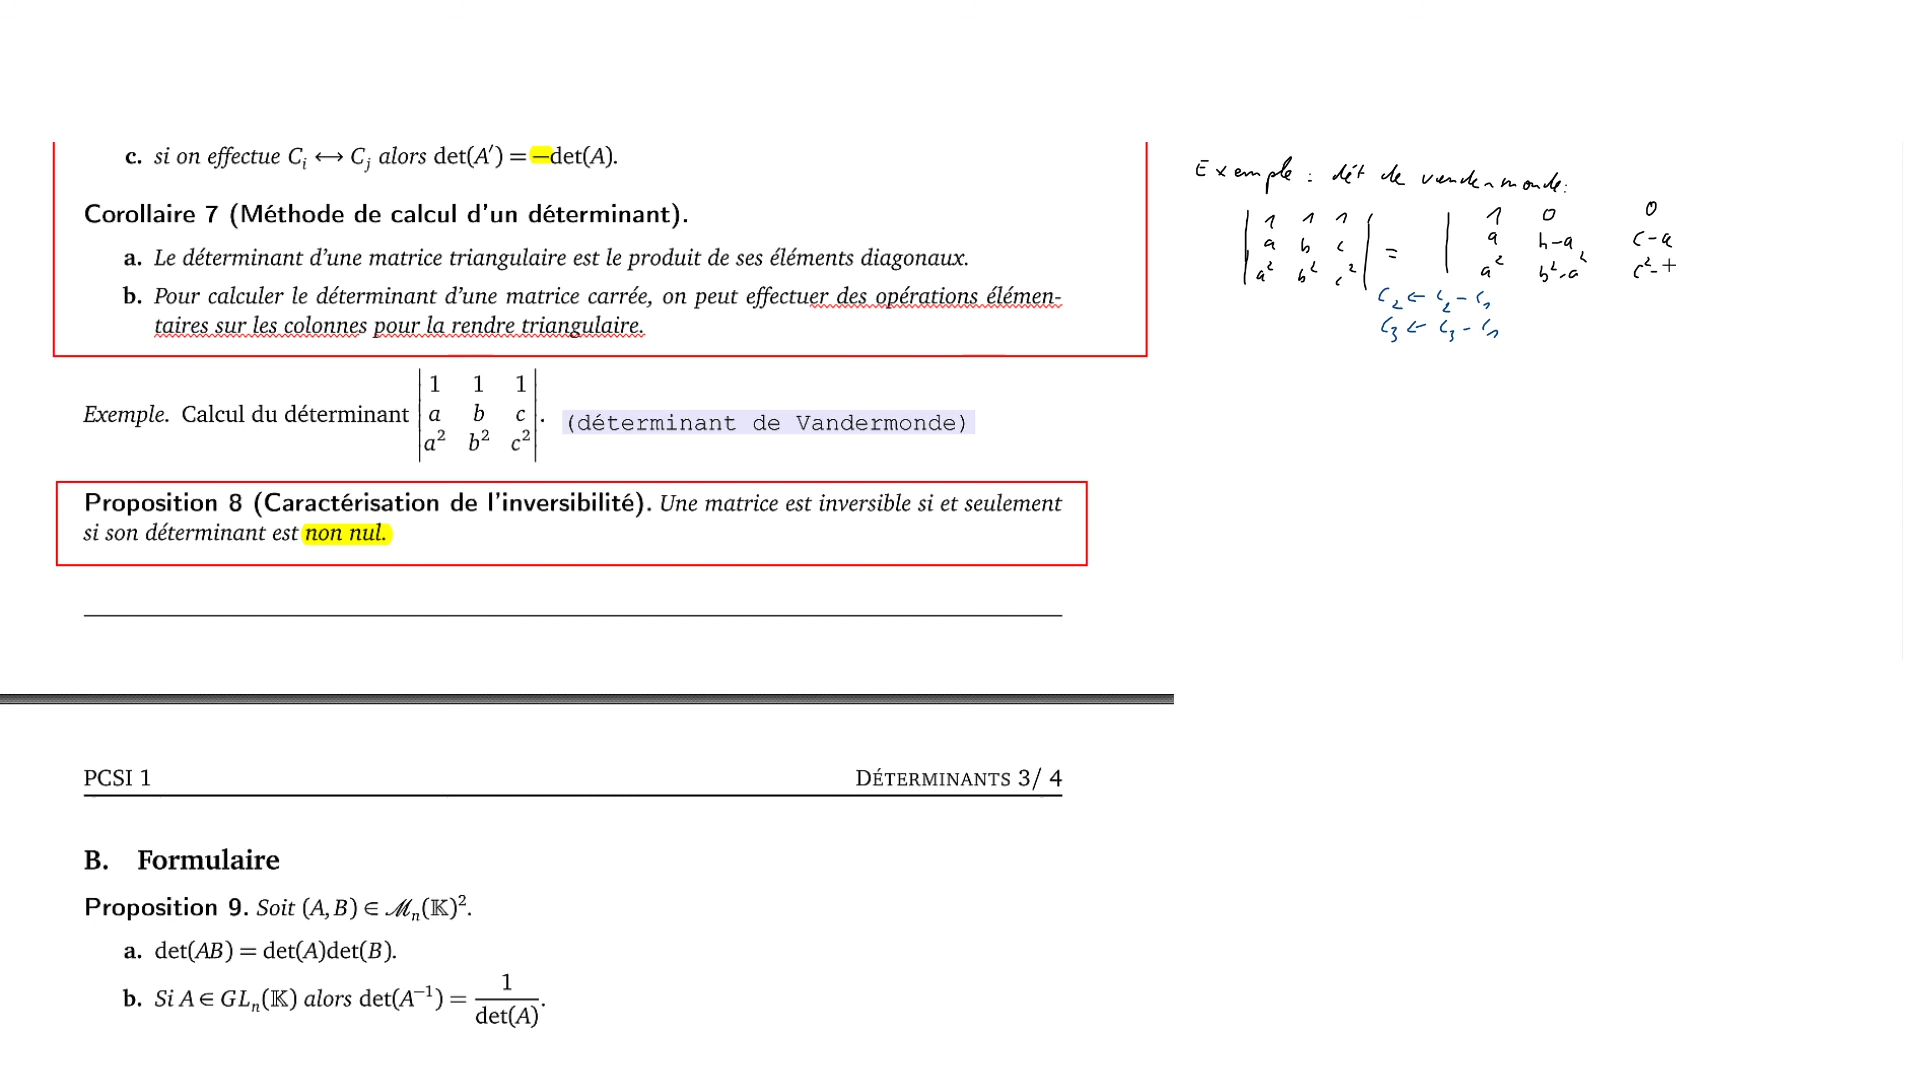 c. si on effectue Cᵢ ⟷ Cⱼ alors det(A′) = −det(A).
Corollaire 7 (Méthode de calcul d'un déterminant).
a. Le déterminant d'une matrice triangulaire est le produit de ses éléments diagonaux.
b. Pour calculer le déterminant d'une matrice carrée, on peut effectuer des opérations élémen-
taires sur les colonnes pour la rendre triangulaire.
Exemple. Calcul du déterminant
| 1 1 1 |
| a b c | .
| a² b² c² |
(déterminant de Vandermonde)
Proposition 8 (Caractérisation de l'inversibilité). Une matrice est inversible si et seulement
si son déterminant est non nul.
PCSI 1 DÉTERMINANTS 3/ 4
B. Formulaire
Proposition 9. Soit (A, B) ∈ ℳₙ(𝕂)².
a. det(AB) = det(A)det(B).
b. Si A ∈ GLₙ(𝕂) alors det(A⁻¹) = 1/det(A).
Exemple : dét de vandermonde:
| 1 1 1 | | 1 0 0
| a b c | = | a b-a c-a
| a² b² c² | | a² b²-a² c²-+
C₂ ← C₂ - C₁
C₃ ← C₃ - C₁